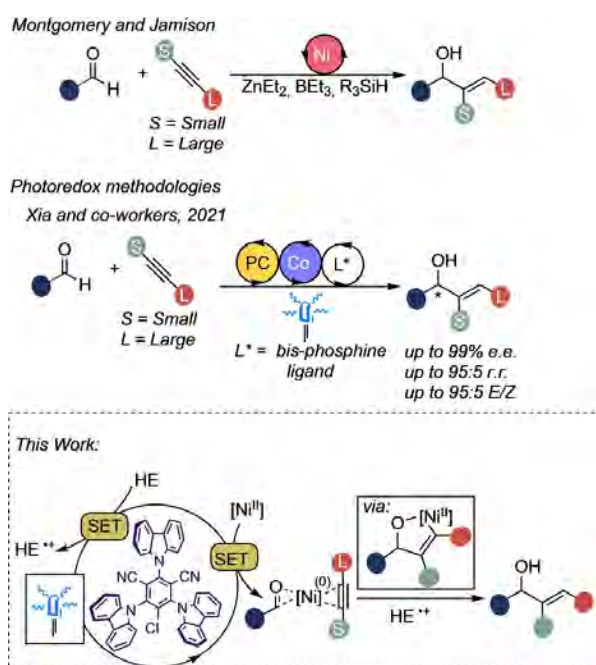 Montgomery and Jamison
O
H
+
S
L
Ni
ZnEt2, BEt3, R3SiH
OH
L
S
S = Small
L = Large
Photoredox methodologies
Xia and co-workers, 2021
O
H
+
S
L
PC
Co
L*
OH
*
L
S
S = Small
L = Large
L* = bis-phosphine
ligand
up to 99% e.e.
up to 95:5 r.r.
up to 95:5 E/Z
This Work:
HE
SET
HE •+
[NiII]
SET
N
NC
CN
N
N
Cl
O
H
[Ni]
(0)
L
S
via:
O
[NiII]
HE •+
OH